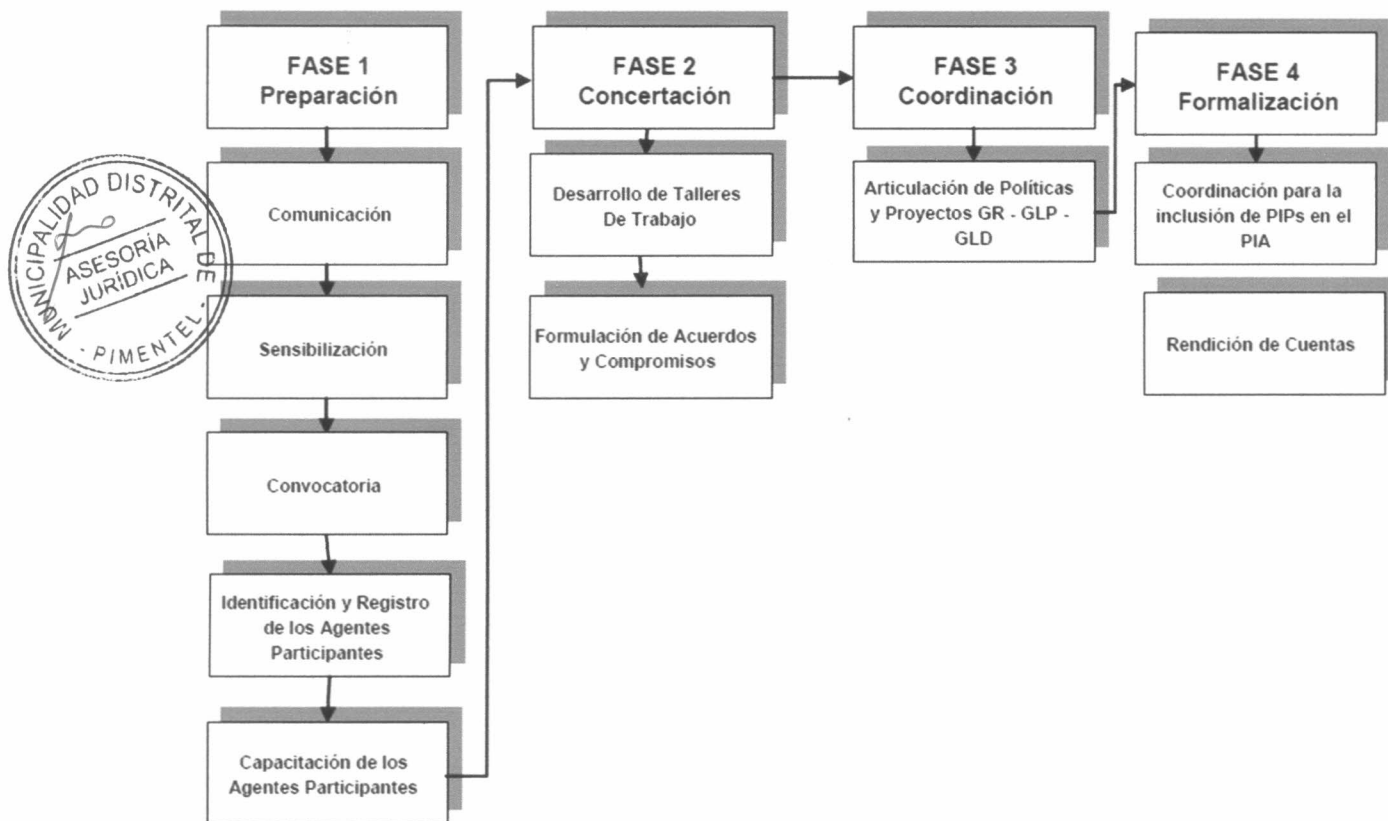 FASE 1
Preparación
Comunicación
Sensibilización
Convocatoria
Identificación y Registro
de los Agentes
Participantes
Capacitación de los
Agentes Participantes
FASE 2
Concertación
Desarrollo de Talleres
De Trabajo
Formulación de Acuerdos
y Compromisos
FASE 3
Coordinación
Articulación de Políticas
y Proyectos GR - GLP -
GLD
FASE 4
Formalización
Coordinación para la
inclusión de PIPs en el
PIA
Rendición de Cuentas
MUNICIPALIDAD DISTRITAL DE
ASESORÍA
JURÍDICA
- PIMENTEL -